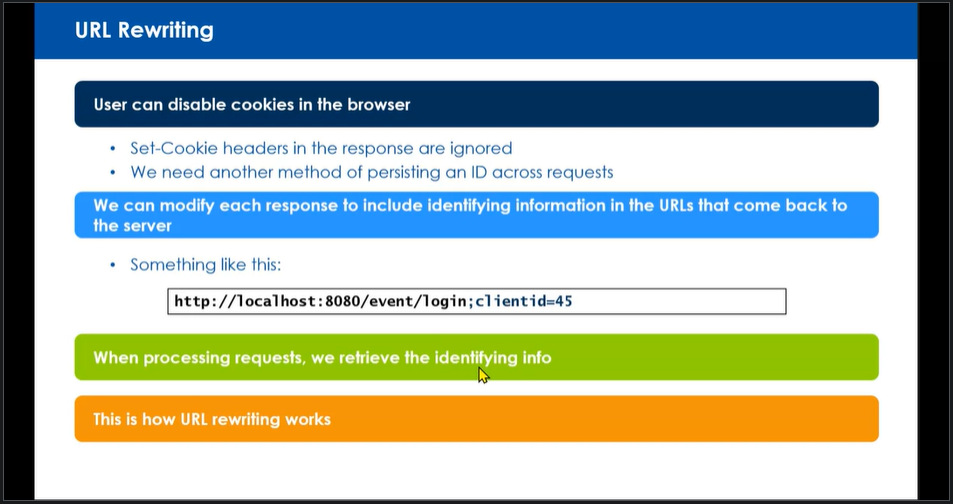 URL Rewriting
User can disable cookies in the browser
• Set-Cookie headers in the response are ignored
• We need another method of persisting an ID across requests
We can modify each response to include identifying information in the URLs that come back to
the server
• Something like this:
http://localhost:8080/event/login;clientid=45
When processing requests, we retrieve the identifying info
This is how URL rewriting works